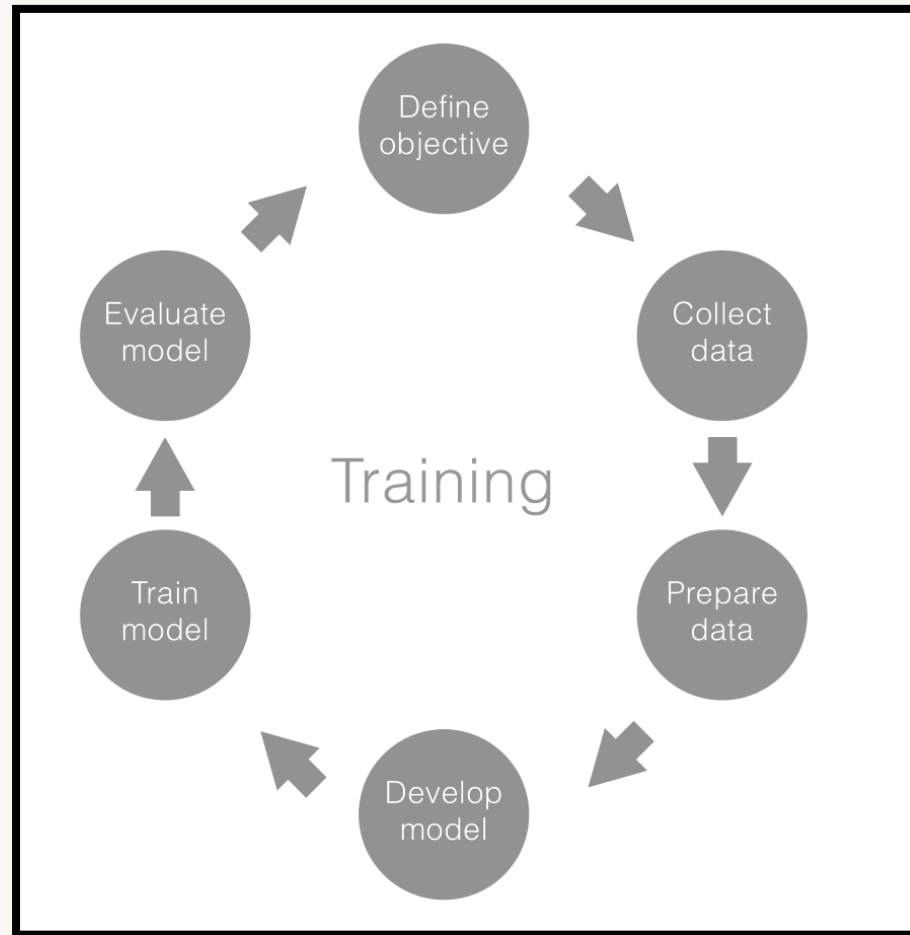 Define
objective
Collect
data
Prepare
data
Develop
model
Train
model
Evaluate
model
Training